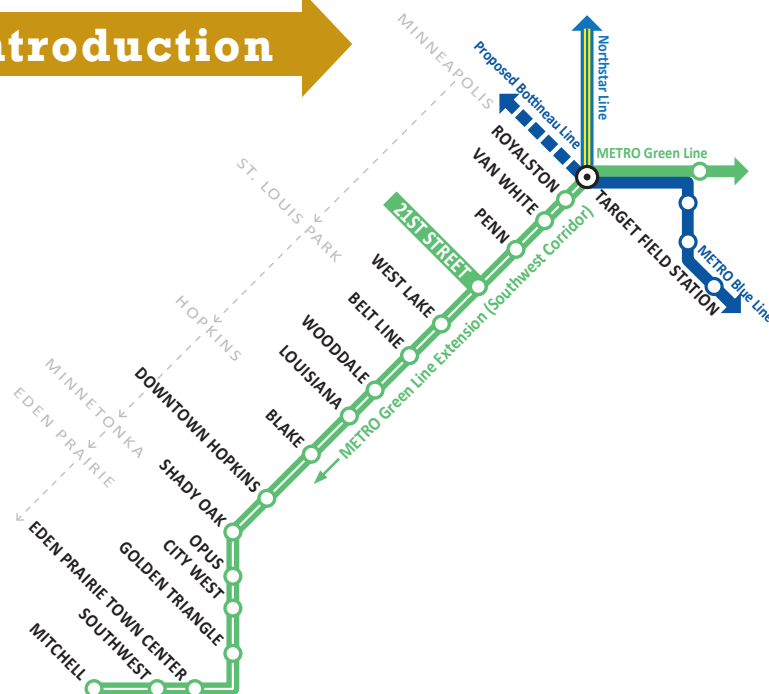 ntroduction
MINNEAPOLIS
ST. LOUIS PARK
HOPKINS
MINNETONKA
EDEN PRAIRIE
Northstar Line
Proposed Bottineau Line
METRO Green Line
METRO Blue Line
TARGET FIELD STATION
ROYALSTON
VAN WHITE
PENN
21ST STREET
WEST LAKE
BELT LINE
WOODDALE
LOUISIANA
BLAKE
DOWNTOWN HOPKINS
SHADY OAK
OPUS
CITY WEST
GOLDEN TRIANGLE
EDEN PRAIRIE TOWN CENTER
SOUTHWEST
MITCHELL
METRO Green Line Extension (Southwest Corridor)